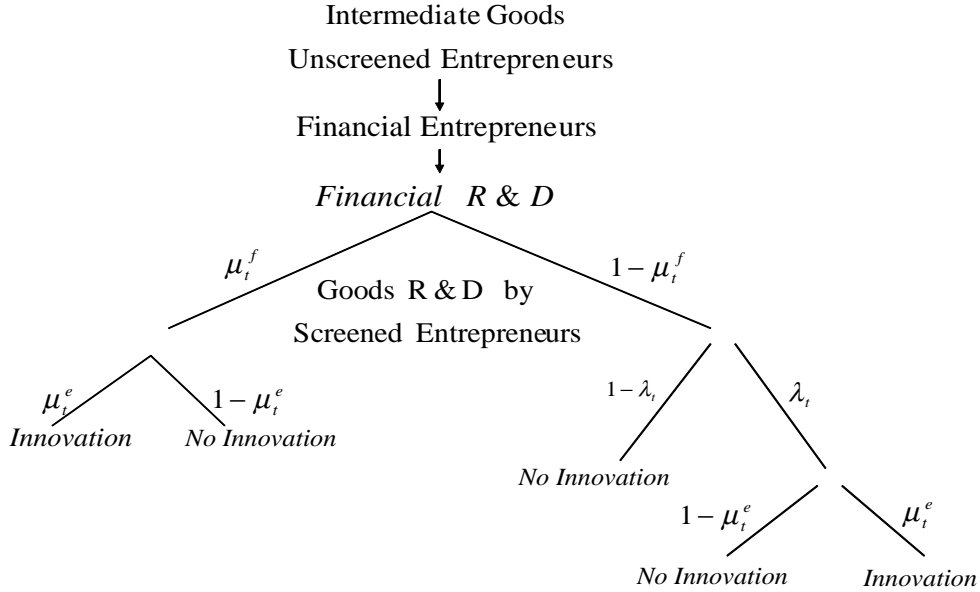 Intermediate Goods
Unscreened Entrepreneurs
Financial Entrepreneurs
Financial R & D
μ_t^f
1 − μ_t^f
Goods R & D by
Screened Entrepreneurs
μ_t^e
1 − μ_t^e
1 − λ_t
λ_t
Innovation
No Innovation
No Innovation
1 − μ_t^e
μ_t^e
No Innovation
Innovation